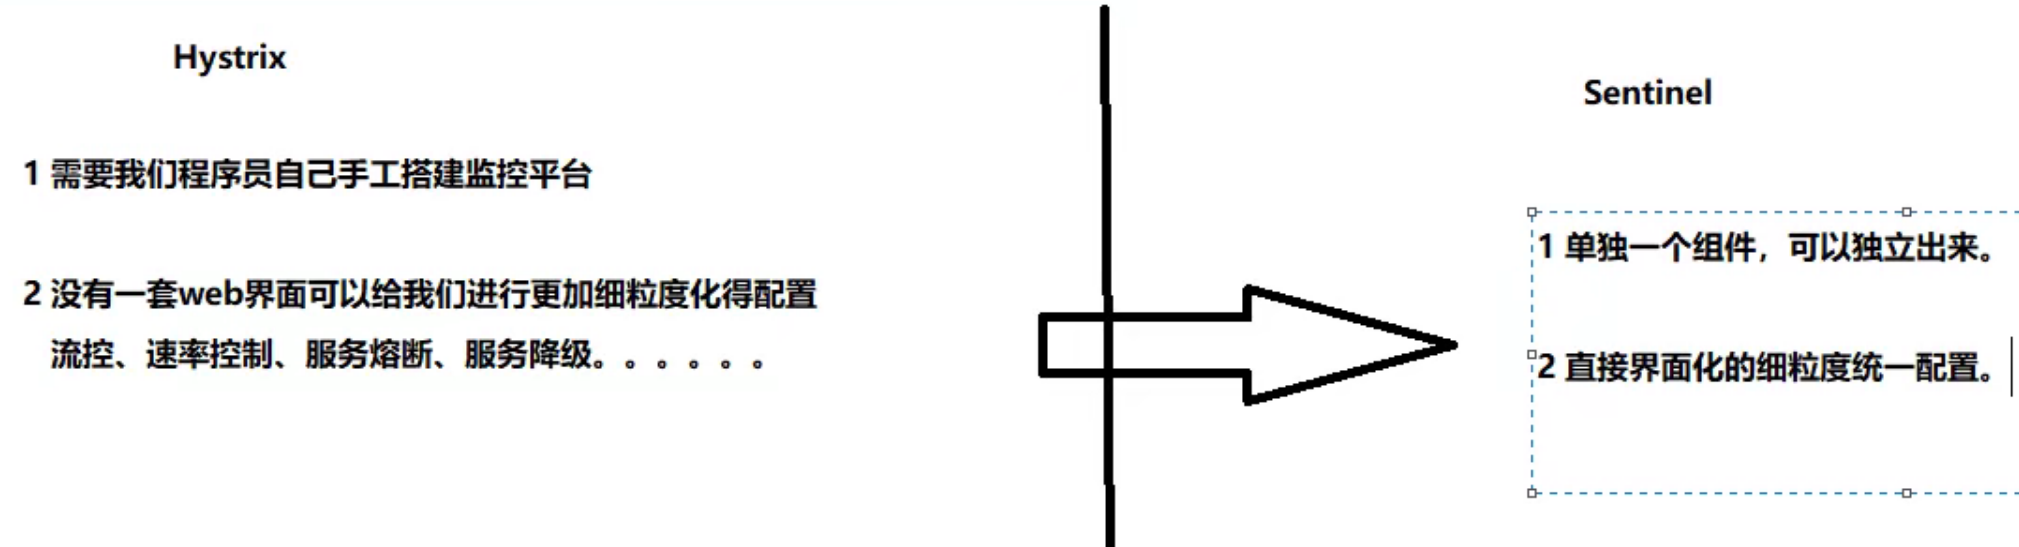 Hystrix
1 需要我们程序员自己手工搭建监控平台
2 没有一套web界面可以给我们进行更加细粒度化得配置
流控、速率控制、服务熔断、服务降级。。。。。。
Sentinel
1 单独一个组件，可以独立出来。
2 直接界面化的细粒度统一配置。